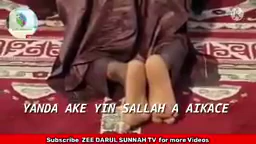 YANDA AKE YIN SALLAH A AIKACE
Subscribe ZEE DARUL SUNNAH TV for more Videos